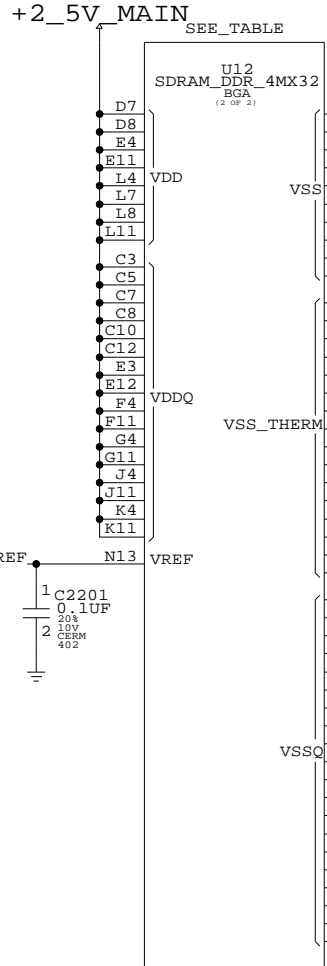 +2_5V_MAIN
SEE_TABLE
U12
SDRAM_DDR_4MX32
BGA
(2 OF 2)
D7
D8
E4
E11
L4
L7
L8
L11
VDD
VSS
C3
C5
C7
C8
C10
C12
E3
E12
F4
F11
G4
G11
J4
J11
K4
K11
VDDQ
VSS_THERM
REF
N13
VREF
1
C2201
0.1UF
20%
10V
CERM
402
2
VSSQ